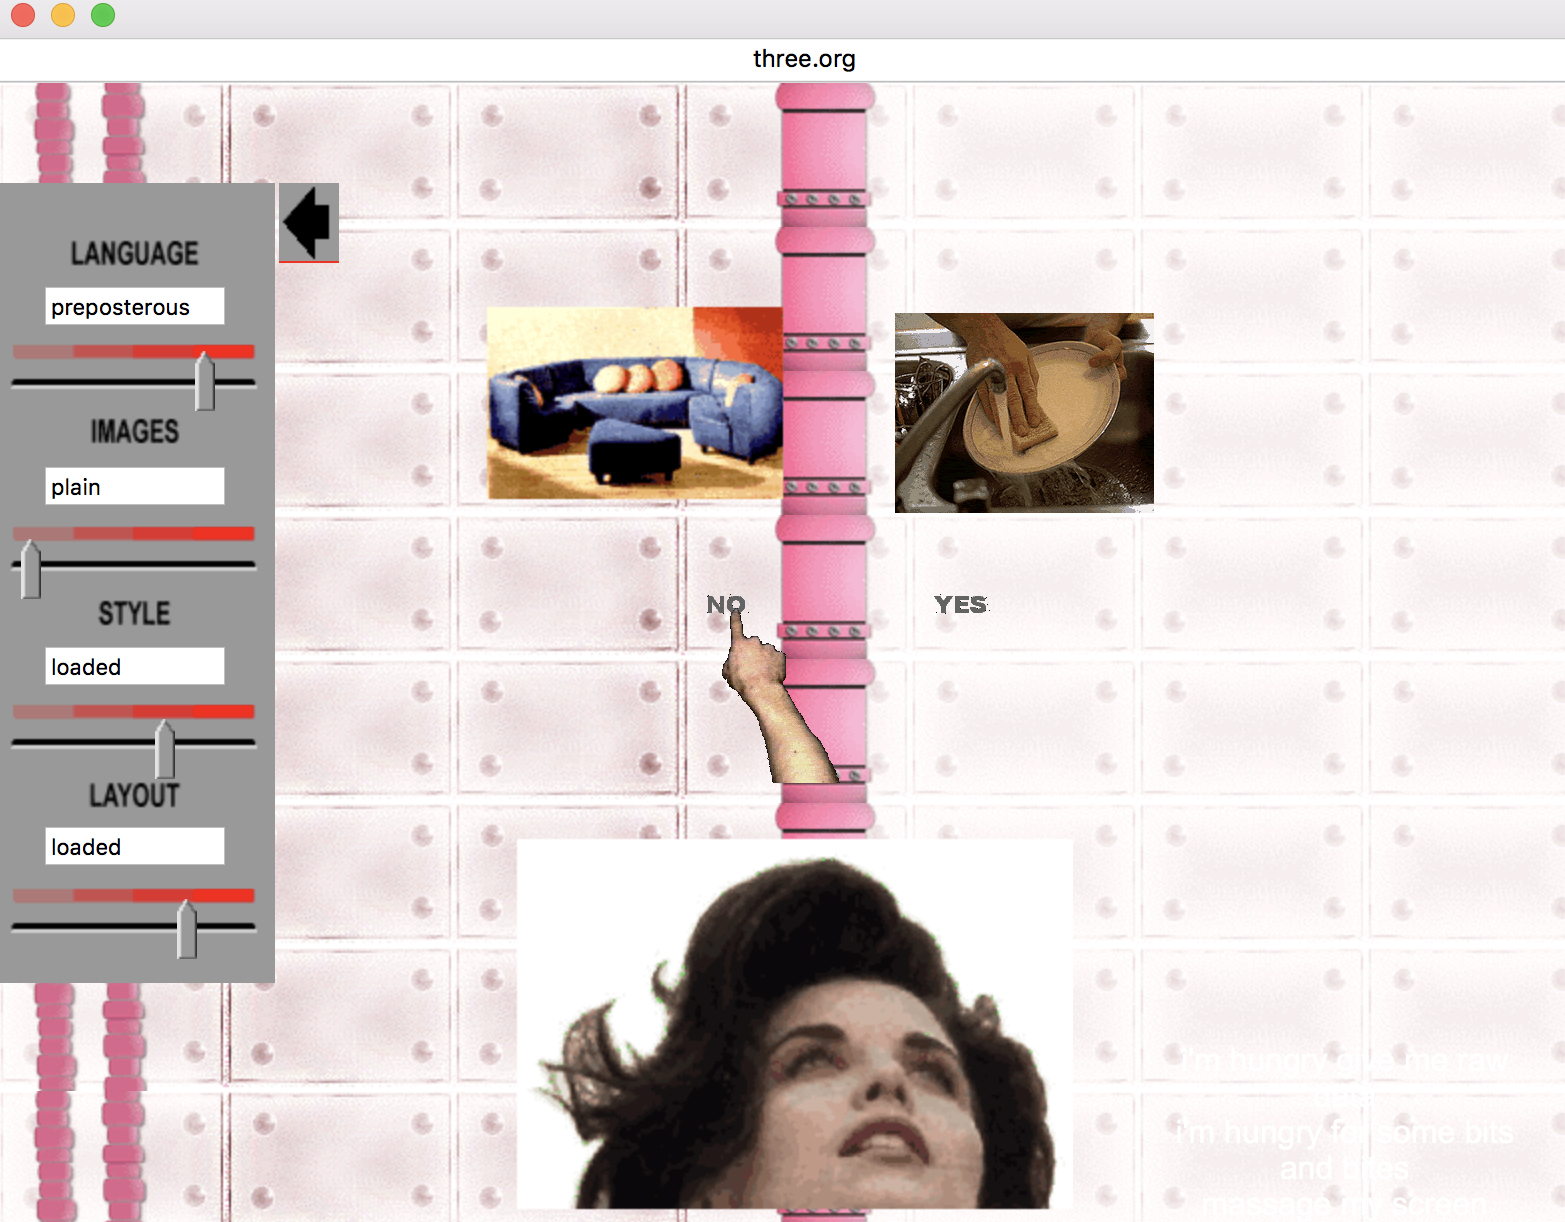 three.org
LANGUAGE
preposterous
IMAGES
plain
STYLE
loaded
LAYOUT
loaded
NO
YES
i'm hungry give me raw
i'm hungry for some bits
and bites
massage my screen